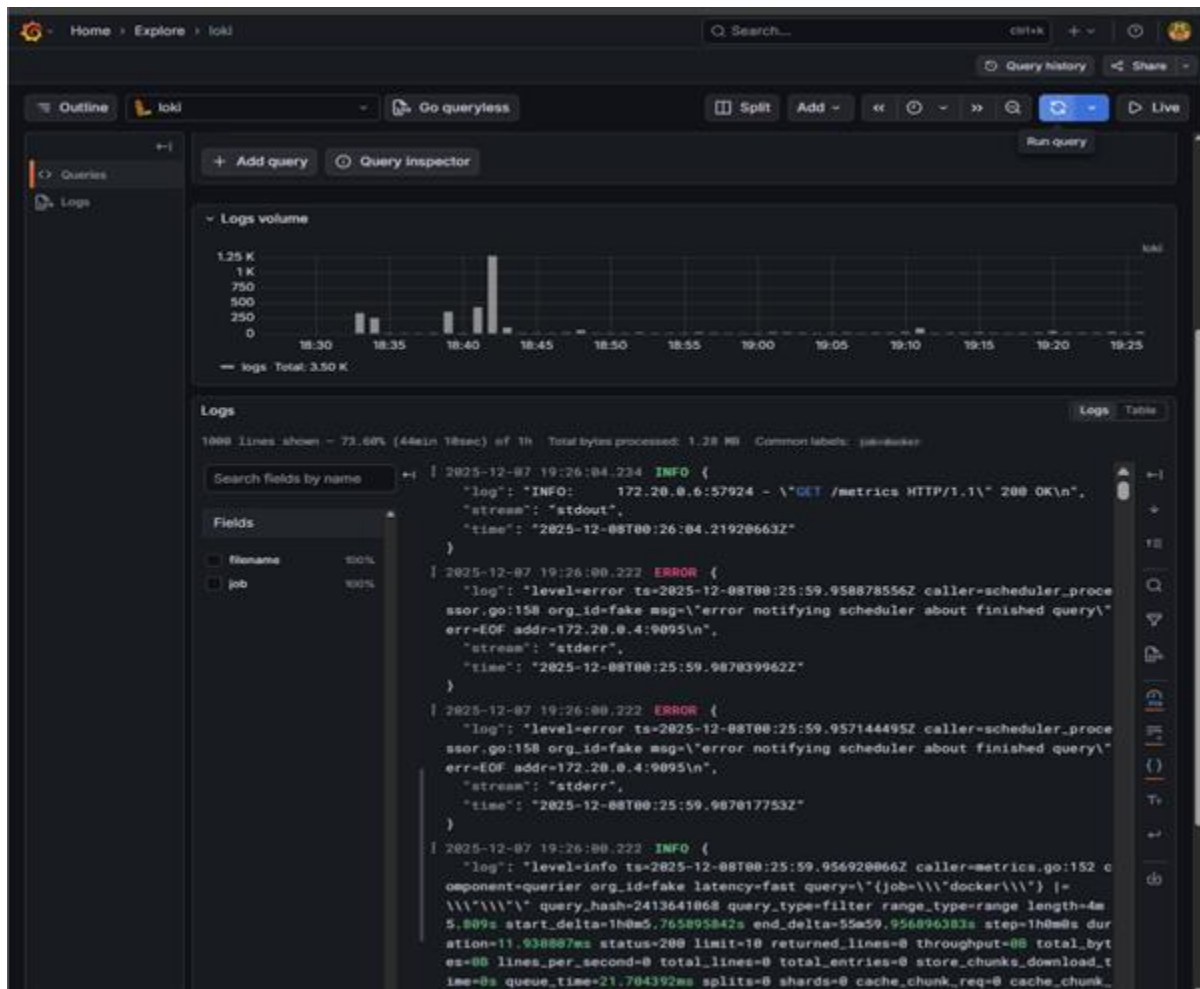 Home › Explore › loki
Search...
ctrl+k
Query history
Share
Outline
loki
Go queryless
Split
Add
Live
Run query
Queries
Logs
+ Add query
Query inspector
Logs volume
1.25 K
1 K
750
500
250
0
loki
18:30 18:35 18:40 18:45 18:50 18:55 19:00 19:05 19:10 19:15 19:20 19:25
logs Total: 3.50 K
Logs
Logs Table
1000 lines shown — 73.60% (44min 10sec) of 1h Total bytes processed: 1.28 MB Common labels: job=docker
Search fields by name
Fields
filename 100%
job 100%
2025-12-07 19:26:04.234 INFO {
"log": "INFO: 172.20.0.6:57924 - \"GET /metrics HTTP/1.1\" 200 OK\n",
"stream": "stdout",
"time": "2025-12-08T00:26:04.21920663Z"
}
2025-12-07 19:26:00.222 ERROR {
"log": "level=error ts=2025-12-08T00:25:59.958878556Z caller=scheduler_proce
ssor.go:158 org_id=fake msg=\"error notifying scheduler about finished query\"
err=EOF addr=172.20.0.4:9095\n",
"stream": "stderr",
"time": "2025-12-08T00:25:59.987039962Z"
}
2025-12-07 19:26:00.222 ERROR {
"log": "level=error ts=2025-12-08T00:25:59.957144495Z caller=scheduler_proce
ssor.go:158 org_id=fake msg=\"error notifying scheduler about finished query\"
err=EOF addr=172.20.0.4:9095\n",
"stream": "stderr",
"time": "2025-12-08T00:25:59.987017753Z"
}
2025-12-07 19:26:00.222 INFO {
"log": "level=info ts=2025-12-08T00:25:59.956920066Z caller=metrics.go:152 c
omponent=querier org_id=fake latency=fast query=\"{job=\\\"docker\\\"} |=
\\\"\\\"\" query_hash=2413641068 query_type=filter range_type=range length=4m
5.809s start_delta=1h0m5.765895842s end_delta=55m59.956896383s step=1h0m0s dur
ation=11.930807ms status=200 limit=10 returned_lines=0 throughput=0B total_byt
es=0B lines_per_second=0 total_lines=0 total_entries=0 store_chunks_download_t
ime=0s queue_time=21.704392ms splits=0 shards=0 cache_chunk_req=0 cache_chunk_